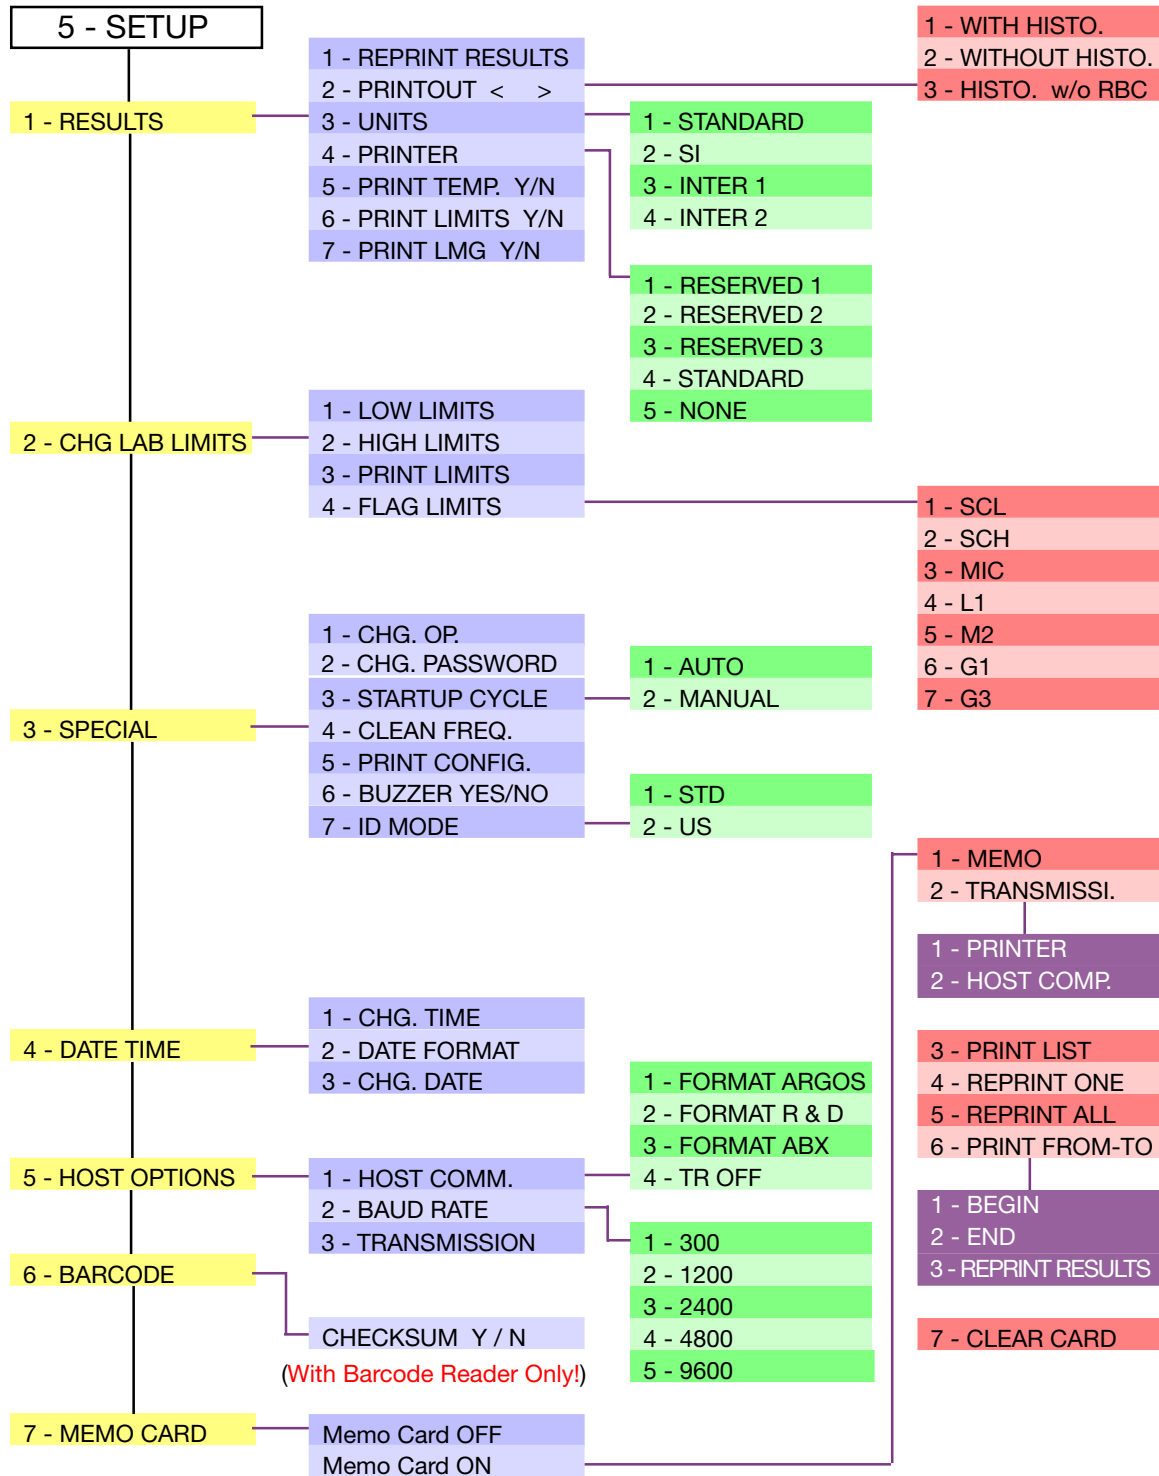 5 - SETUP
1 - RESULTS
1 - REPRINT RESULTS
2 - PRINTOUT < >
3 - UNITS
4 - PRINTER
5 - PRINT TEMP. Y/N
6 - PRINT LIMITS Y/N
7 - PRINT LMG Y/N
1 - WITH HISTO.
2 - WITHOUT HISTO.
3 - HISTO. w/o RBC
1 - STANDARD
2 - SI
3 - INTER 1
4 - INTER 2
1 - RESERVED 1
2 - RESERVED 2
3 - RESERVED 3
4 - STANDARD
5 - NONE
2 - CHG LAB LIMITS
1 - LOW LIMITS
2 - HIGH LIMITS
3 - PRINT LIMITS
4 - FLAG LIMITS
1 - SCL
2 - SCH
3 - MIC
4 - L1
5 - M2
6 - G1
7 - G3
3 - SPECIAL
1 - CHG. OP.
2 - CHG. PASSWORD
3 - STARTUP CYCLE
4 - CLEAN FREQ.
5 - PRINT CONFIG.
6 - BUZZER YES/NO
7 - ID MODE
1 - AUTO
2 - MANUAL
1 - STD
2 - US
4 - DATE TIME
1 - CHG. TIME
2 - DATE FORMAT
3 - CHG. DATE
5 - HOST OPTIONS
1 - HOST COMM.
2 - BAUD RATE
3 - TRANSMISSION
1 - FORMAT ARGOS
2 - FORMAT R & D
3 - FORMAT ABX
4 - TR OFF
1 - 300
2 - 1200
3 - 2400
4 - 4800
5 - 9600
6 - BARCODE
CHECKSUM Y / N
(With Barcode Reader Only!)
7 - MEMO CARD
Memo Card OFF
Memo Card ON
1 - MEMO
2 - TRANSMISSI.
1 - PRINTER
2 - HOST COMP.
3 - PRINT LIST
4 - REPRINT ONE
5 - REPRINT ALL
6 - PRINT FROM-TO
1 - BEGIN
2 - END
3 - REPRINT RESULTS
7 - CLEAR CARD